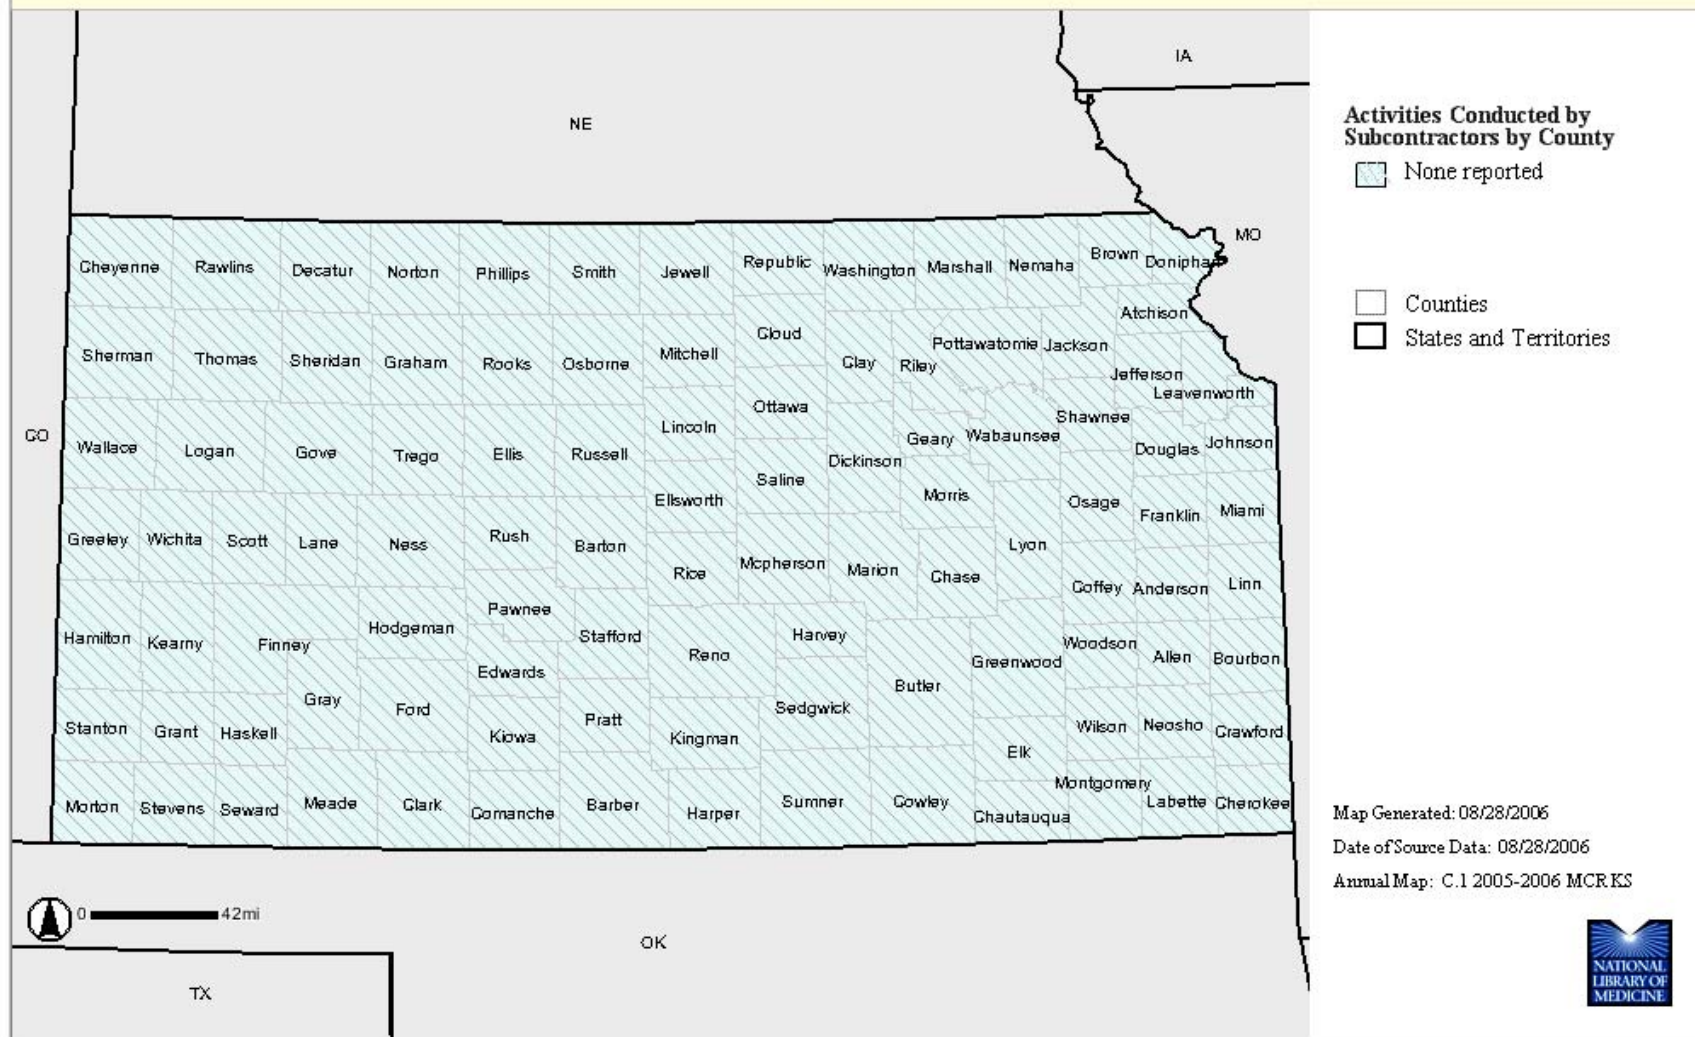 IA
NE
MO
CO
OK
TX
Cheyenne
Rawlins
Decatur
Norton
Phillips
Smith
Jewell
Republic
Washington
Marshall
Nemaha
Brown
Doniphan
Atchison
Sherman
Thomas
Sheridan
Graham
Rooks
Osborne
Mitchell
Cloud
Clay
Riley
Pottawatomie
Jackson
Jefferson
Leavenworth
Wallace
Logan
Gove
Trego
Ellis
Russell
Lincoln
Ottawa
Dickinson
Geary
Wabaunsee
Shawnee
Douglas
Johnson
Ellsworth
Saline
Morris
Osage
Franklin
Miami
Greeley
Wichita
Scott
Lane
Ness
Rush
Barton
Rice
Mcpherson
Marion
Chase
Lyon
Coffey
Anderson
Linn
Hamilton
Kearny
Finney
Hodgeman
Pawnee
Stafford
Edwards
Reno
Harvey
Butler
Greenwood
Woodson
Allen
Bourbon
Stanton
Grant
Haskell
Gray
Ford
Kiowa
Pratt
Kingman
Sedgwick
Elk
Wilson
Neosho
Crawford
Morton
Stevens
Seward
Meade
Clark
Comanche
Barber
Harper
Sumner
Cowley
Chautauqua
Montgomery
Labette
Cherokee
0 42mi
Activities Conducted by
Subcontractors by County
None reported
Counties
States and Territories
Map Generated: 08/28/2006
Date of Source Data: 08/28/2006
Annual Map: C.1 2005-2006 MCR KS
NATIONAL
LIBRARY OF
MEDICINE